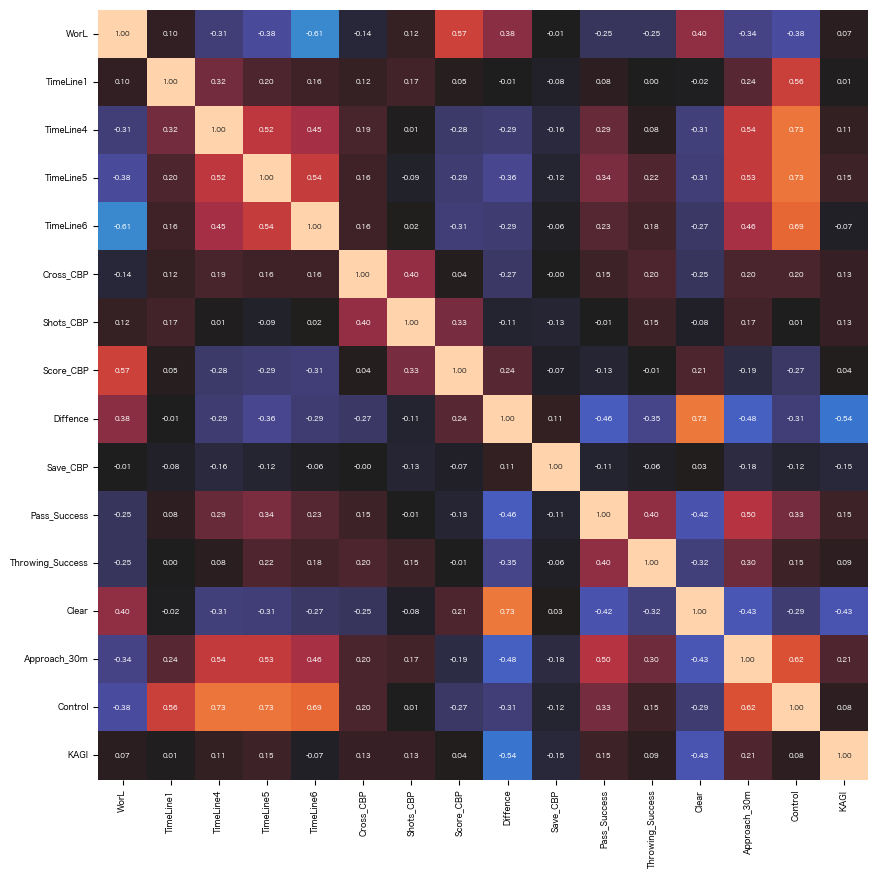 WorL 1.00 0.10 -0.31 -0.38 -0.61 -0.14 0.12 0.57 0.38 -0.01 -0.25 -0.25 0.40 -0.34 -0.38 0.07
TimeLine1 0.10 1.00 0.32 0.20 0.16 0.12 0.17 0.05 -0.01 -0.08 0.08 0.00 -0.02 0.24 0.56 0.01
TimeLine4 -0.31 0.32 1.00 0.52 0.45 0.19 0.01 -0.28 -0.29 -0.16 0.29 0.08 -0.31 0.54 0.73 0.11
TimeLine5 -0.38 0.20 0.52 1.00 0.54 0.16 -0.09 -0.29 -0.36 -0.12 0.34 0.22 -0.31 0.53 0.73 0.15
TimeLine6 -0.61 0.16 0.45 0.54 1.00 0.16 0.02 -0.31 -0.29 -0.06 0.23 0.18 -0.27 0.46 0.69 -0.07
Cross_CBP -0.14 0.12 0.19 0.16 0.16 1.00 0.40 0.04 -0.27 -0.00 0.15 0.20 -0.25 0.20 0.20 0.13
Shots_CBP 0.12 0.17 0.01 -0.09 0.02 0.40 1.00 0.33 -0.11 -0.13 -0.01 0.15 -0.08 0.17 0.01 0.13
Score_CBP 0.57 0.05 -0.28 -0.29 -0.31 0.04 0.33 1.00 0.24 -0.07 -0.13 -0.01 0.21 -0.19 -0.27 0.04
Diffence 0.38 -0.01 -0.29 -0.36 -0.29 -0.27 -0.11 0.24 1.00 0.11 -0.46 -0.35 0.73 -0.48 -0.31 -0.54
Save_CBP -0.01 -0.08 -0.16 -0.12 -0.06 -0.00 -0.13 -0.07 0.11 1.00 -0.11 -0.06 0.03 -0.18 -0.12 -0.15
Pass_Success -0.25 0.08 0.29 0.34 0.23 0.15 -0.01 -0.13 -0.46 -0.11 1.00 0.40 -0.42 0.50 0.33 0.15
Throwing_Success -0.25 0.00 0.08 0.22 0.18 0.20 0.15 -0.01 -0.35 -0.06 0.40 1.00 -0.32 0.30 0.15 0.09
Clear 0.40 -0.02 -0.31 -0.31 -0.27 -0.25 -0.08 0.21 0.73 0.03 -0.42 -0.32 1.00 -0.43 -0.29 -0.43
Approach_30m -0.34 0.24 0.54 0.53 0.46 0.20 0.17 -0.19 -0.48 -0.18 0.50 0.30 -0.43 1.00 0.62 0.21
Control -0.38 0.56 0.73 0.73 0.69 0.20 0.01 -0.27 -0.31 -0.12 0.33 0.15 -0.29 0.62 1.00 0.08
KAGI 0.07 0.01 0.11 0.15 -0.07 0.13 0.13 0.04 -0.54 -0.15 0.15 0.09 -0.43 0.21 0.08 1.00
WorL TimeLine1 TimeLine4 TimeLine5 TimeLine6 Cross_CBP Shots_CBP Score_CBP Diffence Save_CBP Pass_Success Throwing_Success Clear Approach_30m Control KAGI